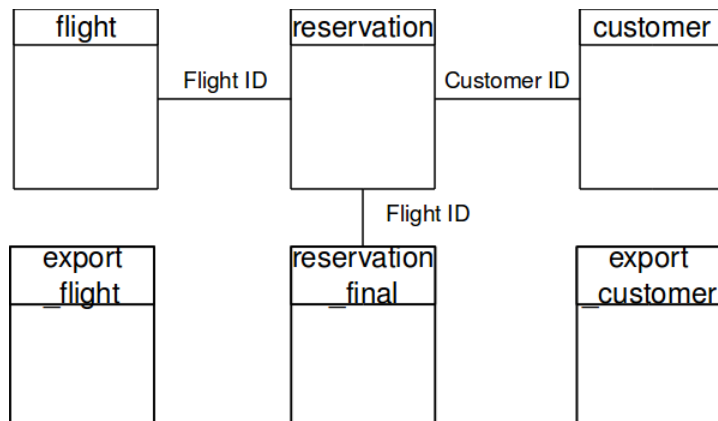 flight
reservation
customer
Flight ID
Customer ID
Flight ID
export
_flight
reservation
_final
export
_customer